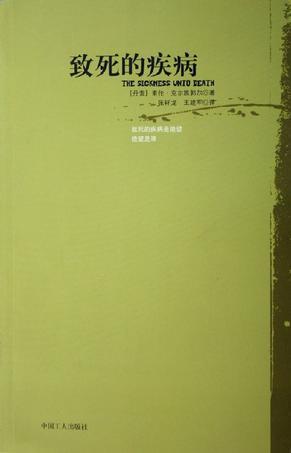 致死的疾病
THE SICKNESS UNTO DEATH
[丹麦] 索伦·克尔凯郭尔◎著
张祥龙 王建军◎译
致死的疾病是绝望
绝望是罪
中国工人出版社